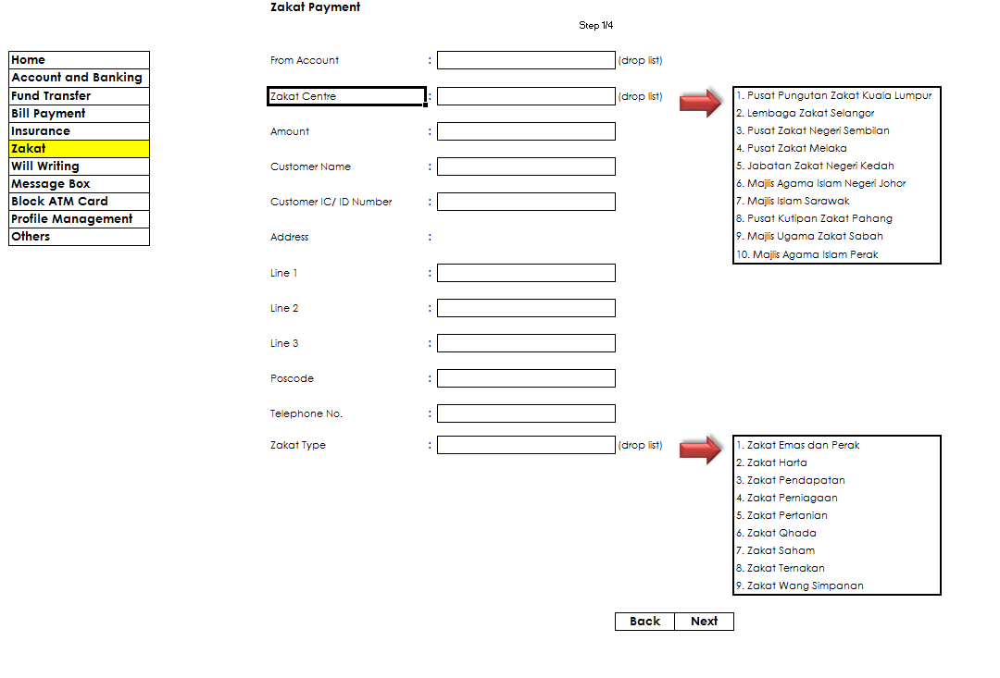 Zakat Payment
Step 1/4
Home
Account and Banking
Fund Transfer
Bill Payment
Insurance
Zakat
Will Writing
Message Box
Block ATM Card
Profile Management
Others
From Account : (drop list)
Zakat Centre : (drop list)
Amount :
Customer Name :
Customer IC/ ID Number :
Address :
Line 1 :
Line 2 :
Line 3 :
Poscode :
Telephone No. :
Zakat Type : (drop list)
1. Pusat Pungutan Zakat Kuala Lumpur
2. Lembaga Zakat Selangor
3. Pusat Zakat Negeri Sembilan
4. Pusat Zakat Melaka
5. Jabatan Zakat Negeri Kedah
6. Majlis Agama Islam Negeri Johor
7. Majlis Islam Sarawak
8. Pusat Kutipan Zakat Pahang
9. Majlis Ugama Zakat Sabah
10. Majlis Agama Islam Perak
1. Zakat Emas dan Perak
2. Zakat Harta
3. Zakat Pendapatan
4. Zakat Perniagaan
5. Zakat Pertanian
6. Zakat Qhada
7. Zakat Saham
8. Zakat Ternakan
9. Zakat Wang Simpanan
Back Next